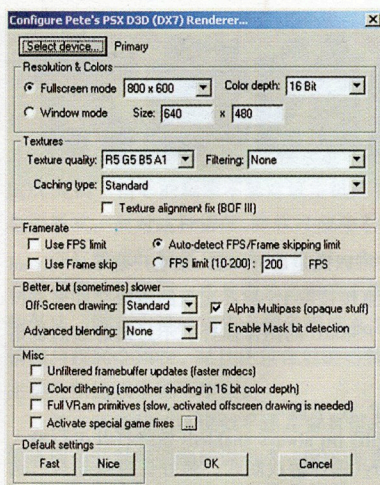 Configure Pete's PSX D3D (DX7) Renderer...
Select device... Primary
Resolution & Colors
Fullscreen mode 800 x 600 Color depth: 16 Bit
Window mode Size: 640 x 480
Textures
Texture quality: R5 G5 B5 A1 Filtering: None
Caching type: Standard
Texture alignment fix (BOF III)
Framerate
Use FPS limit Auto-detect FPS/Frame skipping limit
Use Frame skip FPS limit (10-200): 200 FPS
Better, but (sometimes) slower
Off-Screen drawing: Standard Alpha Multipass (opaque stuff)
Advanced blending: None Enable Mask bit detection
Misc
Unfiltered framebuffer updates (faster mdecs)
Color dithering (smoother shading in 16 bit color depth)
Full VRam primitives (slow, activated offscreen drawing is needed)
Activate special game fixes ...
Default settings
Fast Nice OK Cancel